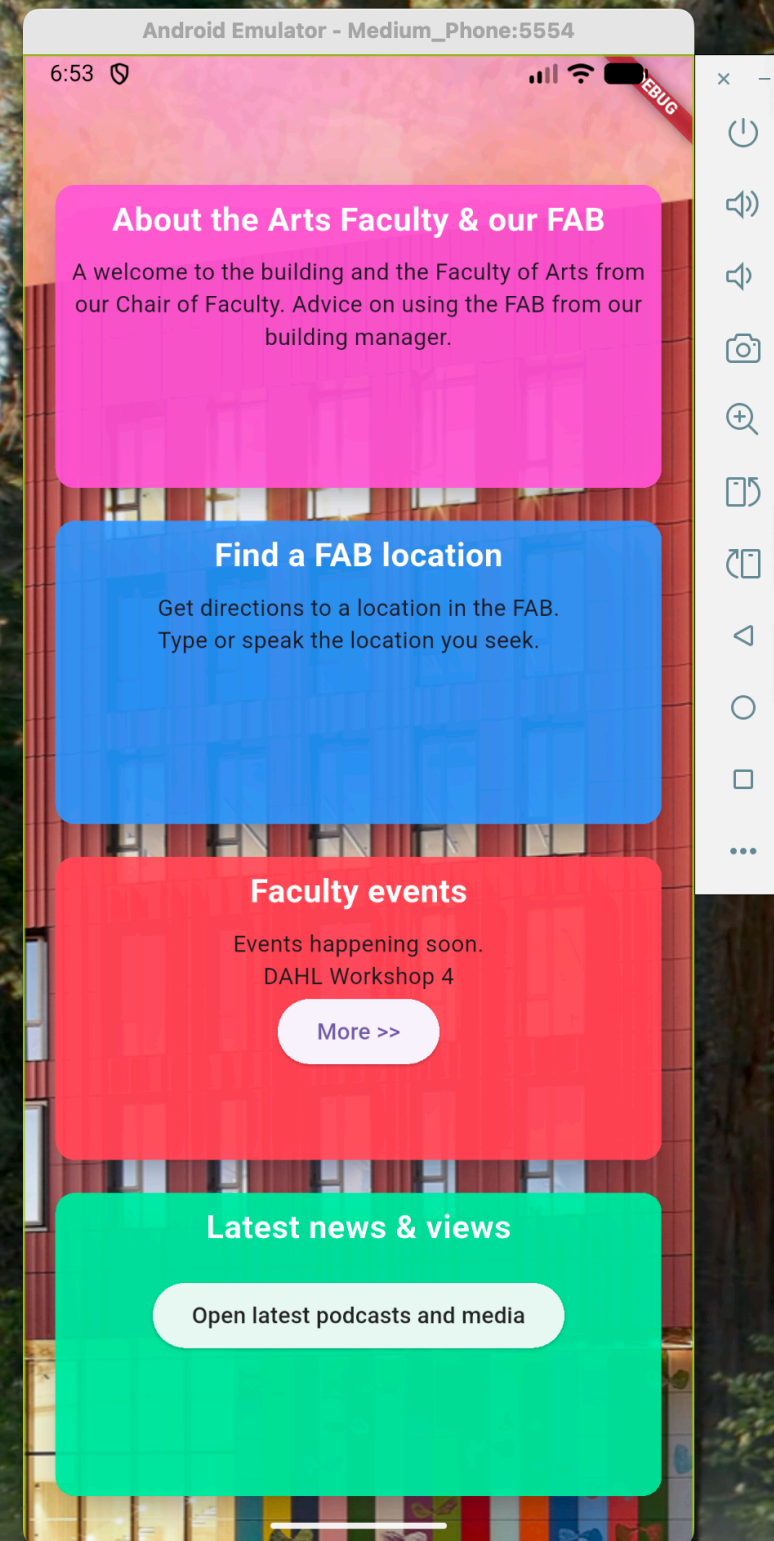 Android Emulator - Medium_Phone:5554
6:53
EBUG
About the Arts Faculty & our FAB
A welcome to the building and the Faculty of Arts from
our Chair of Faculty. Advice on using the FAB from our
building manager.
Find a FAB location
Get directions to a location in the FAB.
Type or speak the location you seek.
Faculty events
Events happening soon.
DAHL Workshop 4
More >>
Latest news & views
Open latest podcasts and media